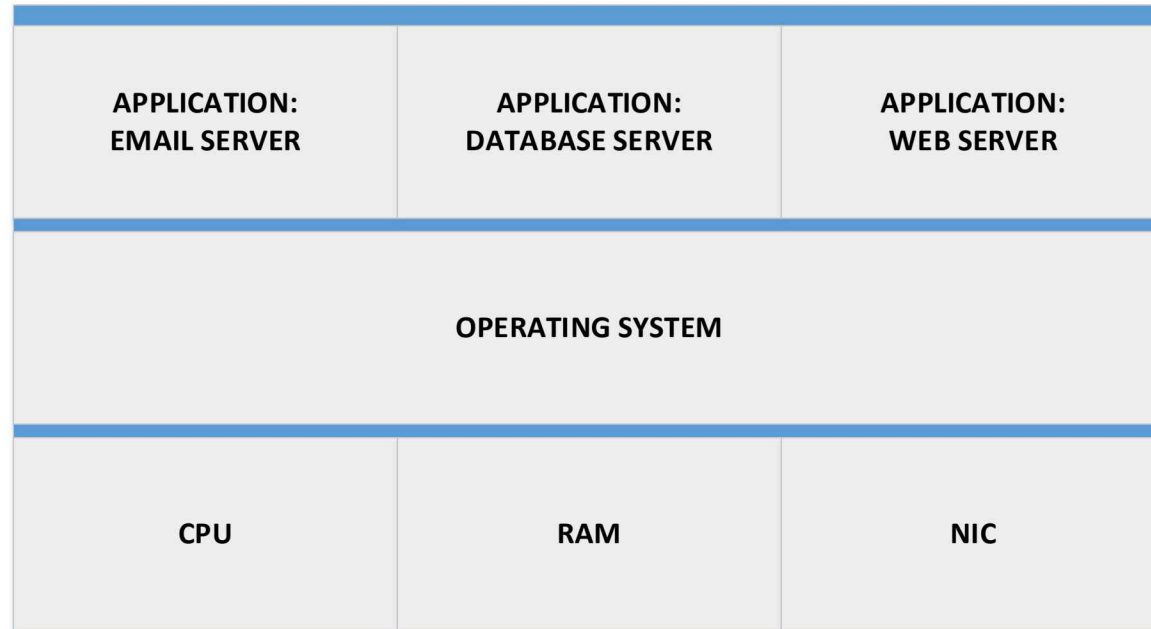 APPLICATION:
EMAIL SERVER
APPLICATION:
DATABASE SERVER
APPLICATION:
WEB SERVER
OPERATING SYSTEM
CPU
RAM
NIC